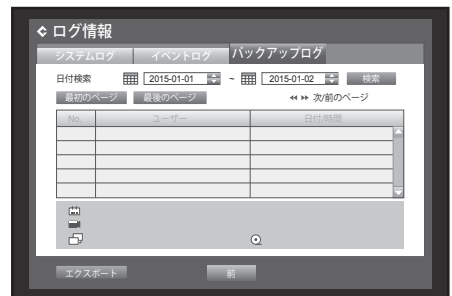 ログ情報
システムログ イベントログ バックアップログ
日付検索 2015-01-01 ~ 2015-01-02 検索
最初のページ 最後のページ 次/前のページ
No. ユーザー 日付/時間
エクスポート 前